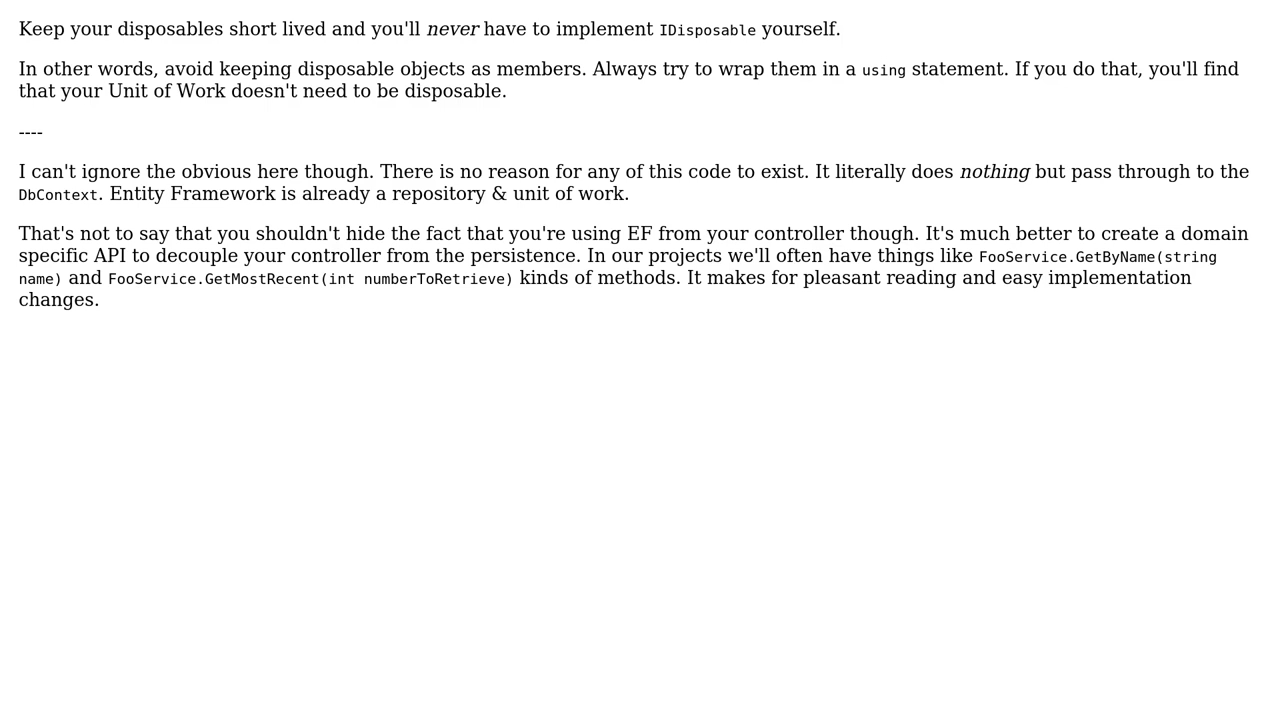 Keep your disposables short lived and you'll never have to implement IDisposable yourself.
In other words, avoid keeping disposable objects as members. Always try to wrap them in a using statement. If you do that, you'll find
that your Unit of Work doesn't need to be disposable.
----
I can't ignore the obvious here though. There is no reason for any of this code to exist. It literally does nothing but pass through to the
DbContext. Entity Framework is already a repository & unit of work.
That's not to say that you shouldn't hide the fact that you're using EF from your controller though. It's much better to create a domain
specific API to decouple your controller from the persistence. In our projects we'll often have things like FooService.GetByName(string
name) and FooService.GetMostRecent(int numberToRetrieve) kinds of methods. It makes for pleasant reading and easy implementation
changes.